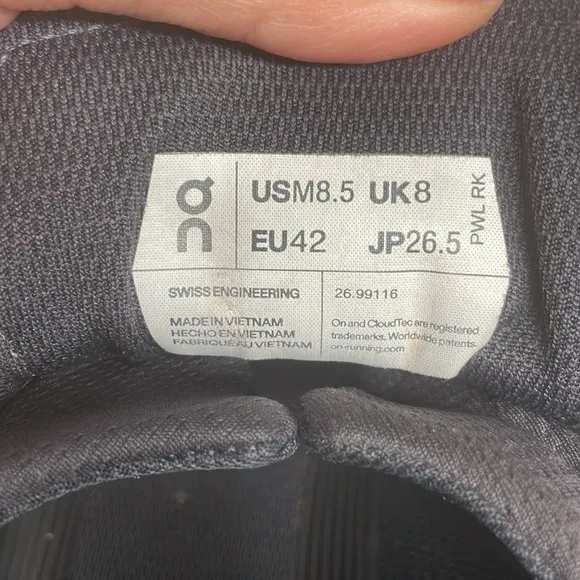 USM8.5 UK8
EU42 JP26.5
PWL RK
SWISS ENGINEERING
26.99116
MADE IN VIETNAM
HECHO EN VIETNAM
FABRIQUÉ AU VIETNAM
On and CloudTec are registered
trademarks. Worldwide patents.
on-running.com